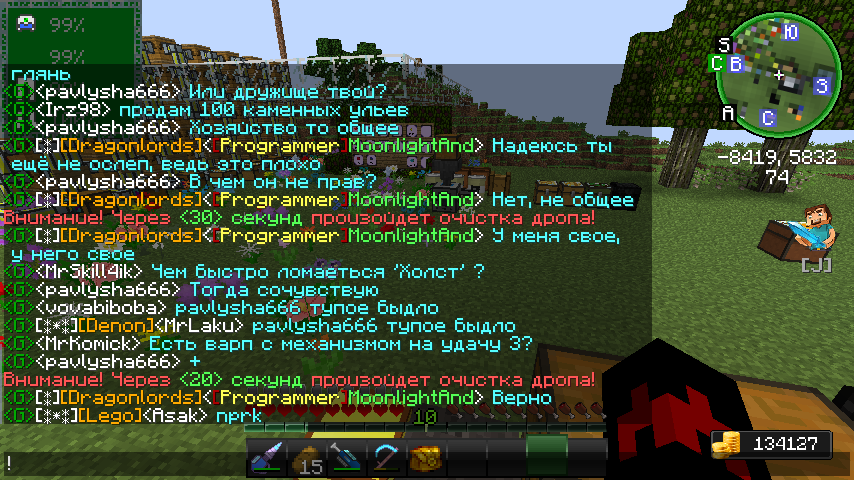 99%
99%
глянь
<G><pavlysha666> Или дружище твой?
<G><Irz98> продам 100 каменных ульев
<G><pavlysha666> Хозяйство то общее
<G>[*][Dragonlords]<[Programmer]MoonlightAnd> Надеюсь ты
ещё не ослеп, ведь это плохо
<G><pavlysha666> В чем он не прав?
<G>[*][Dragonlords]<[Programmer]MoonlightAnd> Нет, не общее
Внимание! Через <30> секунд произойдет очистка дропа!
<G>[*][Dragonlords]<[Programmer]MoonlightAnd> У меня свое,
у него свое
<G><MrSkill4ik> Чем быстро ломаеться 'Холст' ?
<G><pavlysha666> Тогда сочувствую
<G><vovabiboba> pavlysha666 тупое быдло
<G>[**][Denon]<MrLaku> pavlysha666 тупое быдло
<G><MrKomick> Есть варп с механизмом на удачу 3?
<G><pavlysha666> +
Внимание! Через <20> секунд произойдет очистка дропа!
<G>[*][Dragonlords]<[Programmer]MoonlightAnd> Верно
<G>[**][Lego]<Asak> прrk
!
10
15
134127
Ю
S
C B
З
A
C
-8419, 5832
74
[J]